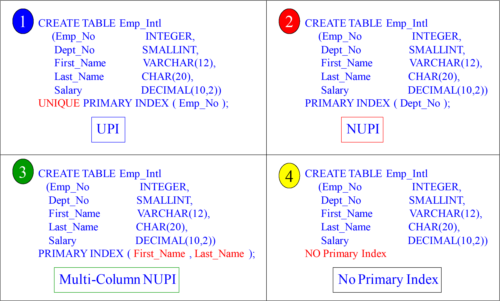 1
CREATE TABLE Emp_Intl
(Emp_No INTEGER,
Dept_No SMALLINT,
First_Name VARCHAR(12),
Last_Name CHAR(20),
Salary DECIMAL(10,2))
UNIQUE PRIMARY INDEX ( Emp_No );
UPI
2
CREATE TABLE Emp_Intl
(Emp_No INTEGER,
Dept_No SMALLINT,
First_Name VARCHAR(12),
Last_Name CHAR(20),
Salary DECIMAL(10,2))
PRIMARY INDEX ( Dept_No );
NUPI
3
CREATE TABLE Emp_Intl
(Emp_No INTEGER,
Dept_No SMALLINT,
First_Name VARCHAR(12),
Last_Name CHAR(20),
Salary DECIMAL(10,2))
PRIMARY INDEX ( First_Name , Last_Name );
Multi-Column NUPI
4
CREATE TABLE Emp_Intl
(Emp_No INTEGER,
Dept_No SMALLINT,
First_Name VARCHAR(12),
Last_Name CHAR(20),
Salary DECIMAL(10,2))
NO Primary Index
No Primary Index